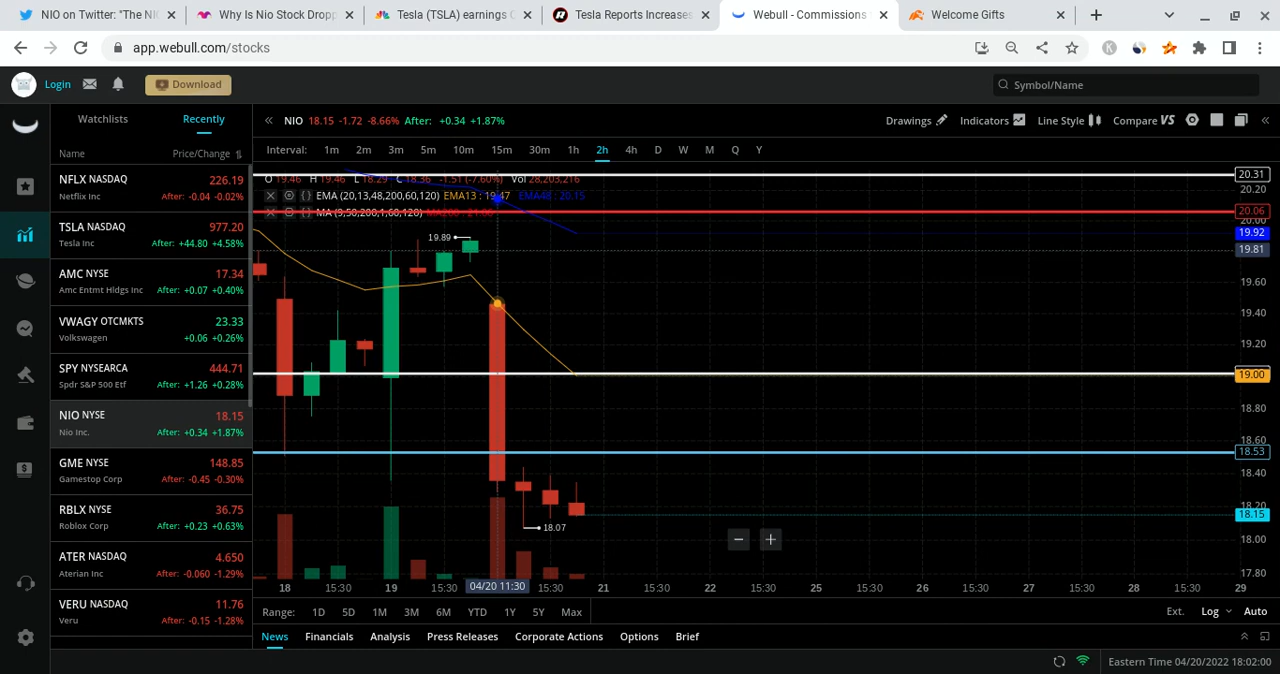 NIO on Twitter: "The NI
Why Is Nio Stock Dropp
Tesla (TSLA) earnings
Tesla Reports Increases
Webull - Commissions
Welcome Gifts
app.webull.com/stocks
Login
Download
Symbol/Name
Watchlists
Recently
NIO 18.15 -1.72 -8.66% After: +0.34 +1.87%
Drawings
Indicators
Line Style
Compare VS
Name
Price/Change
Interval:
1m
2m
3m
5m
10m
15m
30m
1h
2h
4h
D
W
M
Q
Y
NFLX NASDAQ 226.19
Netflix Inc After: -0.04 -0.02%
TSLA NASDAQ 977.20
Tesla Inc After: +44.80 +4.58%
AMC NYSE 17.34
Amc Entmt Hldgs Inc After: +0.07 +0.40%
VWAGY OTCMKTS 23.33
Volkswagen +0.06 +0.26%
SPY NYSEARCA 444.71
Spdr S&P 500 Etf After: +1.26 +0.28%
NIO NYSE 18.15
Nio Inc. After: +0.34 +1.87%
GME NYSE 148.85
Gamestop Corp After: -0.45 -0.30%
RBLX NYSE 36.75
Roblox Corp After: +0.23 +0.63%
ATER NASDAQ 4.650
Aterian Inc After: -0.060 -1.29%
VERU NASDAQ 11.76
Veru After: -0.15 -1.28%
O 19.46 H 19.46 L 18.29 C 18.36 -1.51 (-7.60%) Vol 28,203,216
EMA (20,13,48,200,60,120) EMA13 : 19.47 EMA48 : 20.15
MA (9,50,200,1,60,120)
19.89
18.07
20.31
20.20
20.06
20.00
19.92
19.81
19.60
19.40
19.20
19.00
18.80
18.60
18.53
18.40
18.20
18.15
18.00
17.80
18
15:30
19
15:30
04/20 11:30
15:30
21
15:30
22
15:30
25
15:30
26
15:30
27
15:30
28
15:30
29
Range:
1D
5D
1M
3M
6M
YTD
1Y
5Y
Max
Ext.
Log
Auto
News
Financials
Analysis
Press Releases
Corporate Actions
Options
Brief
Eastern Time 04/20/2022 18:02:00